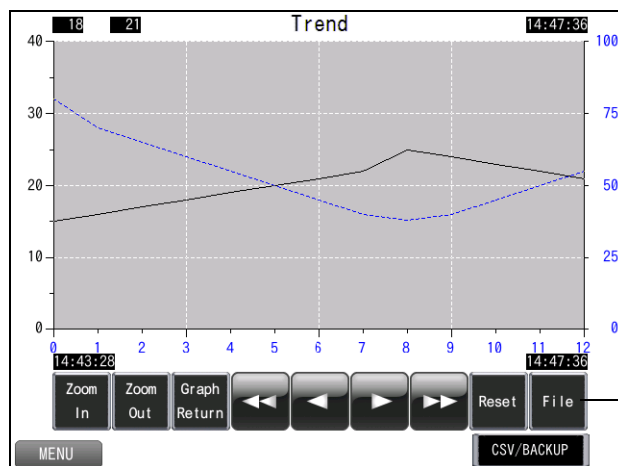 18 21 Trend 14:47:36
40 100
30 75
20 50
10 25
0 0
0 1 2 3 4 5 6 7 8 9 10 11 12
14:43:28 14:47:36
Zoom Zoom Graph
In Out Return Reset File
MENU CSV/BACKUP